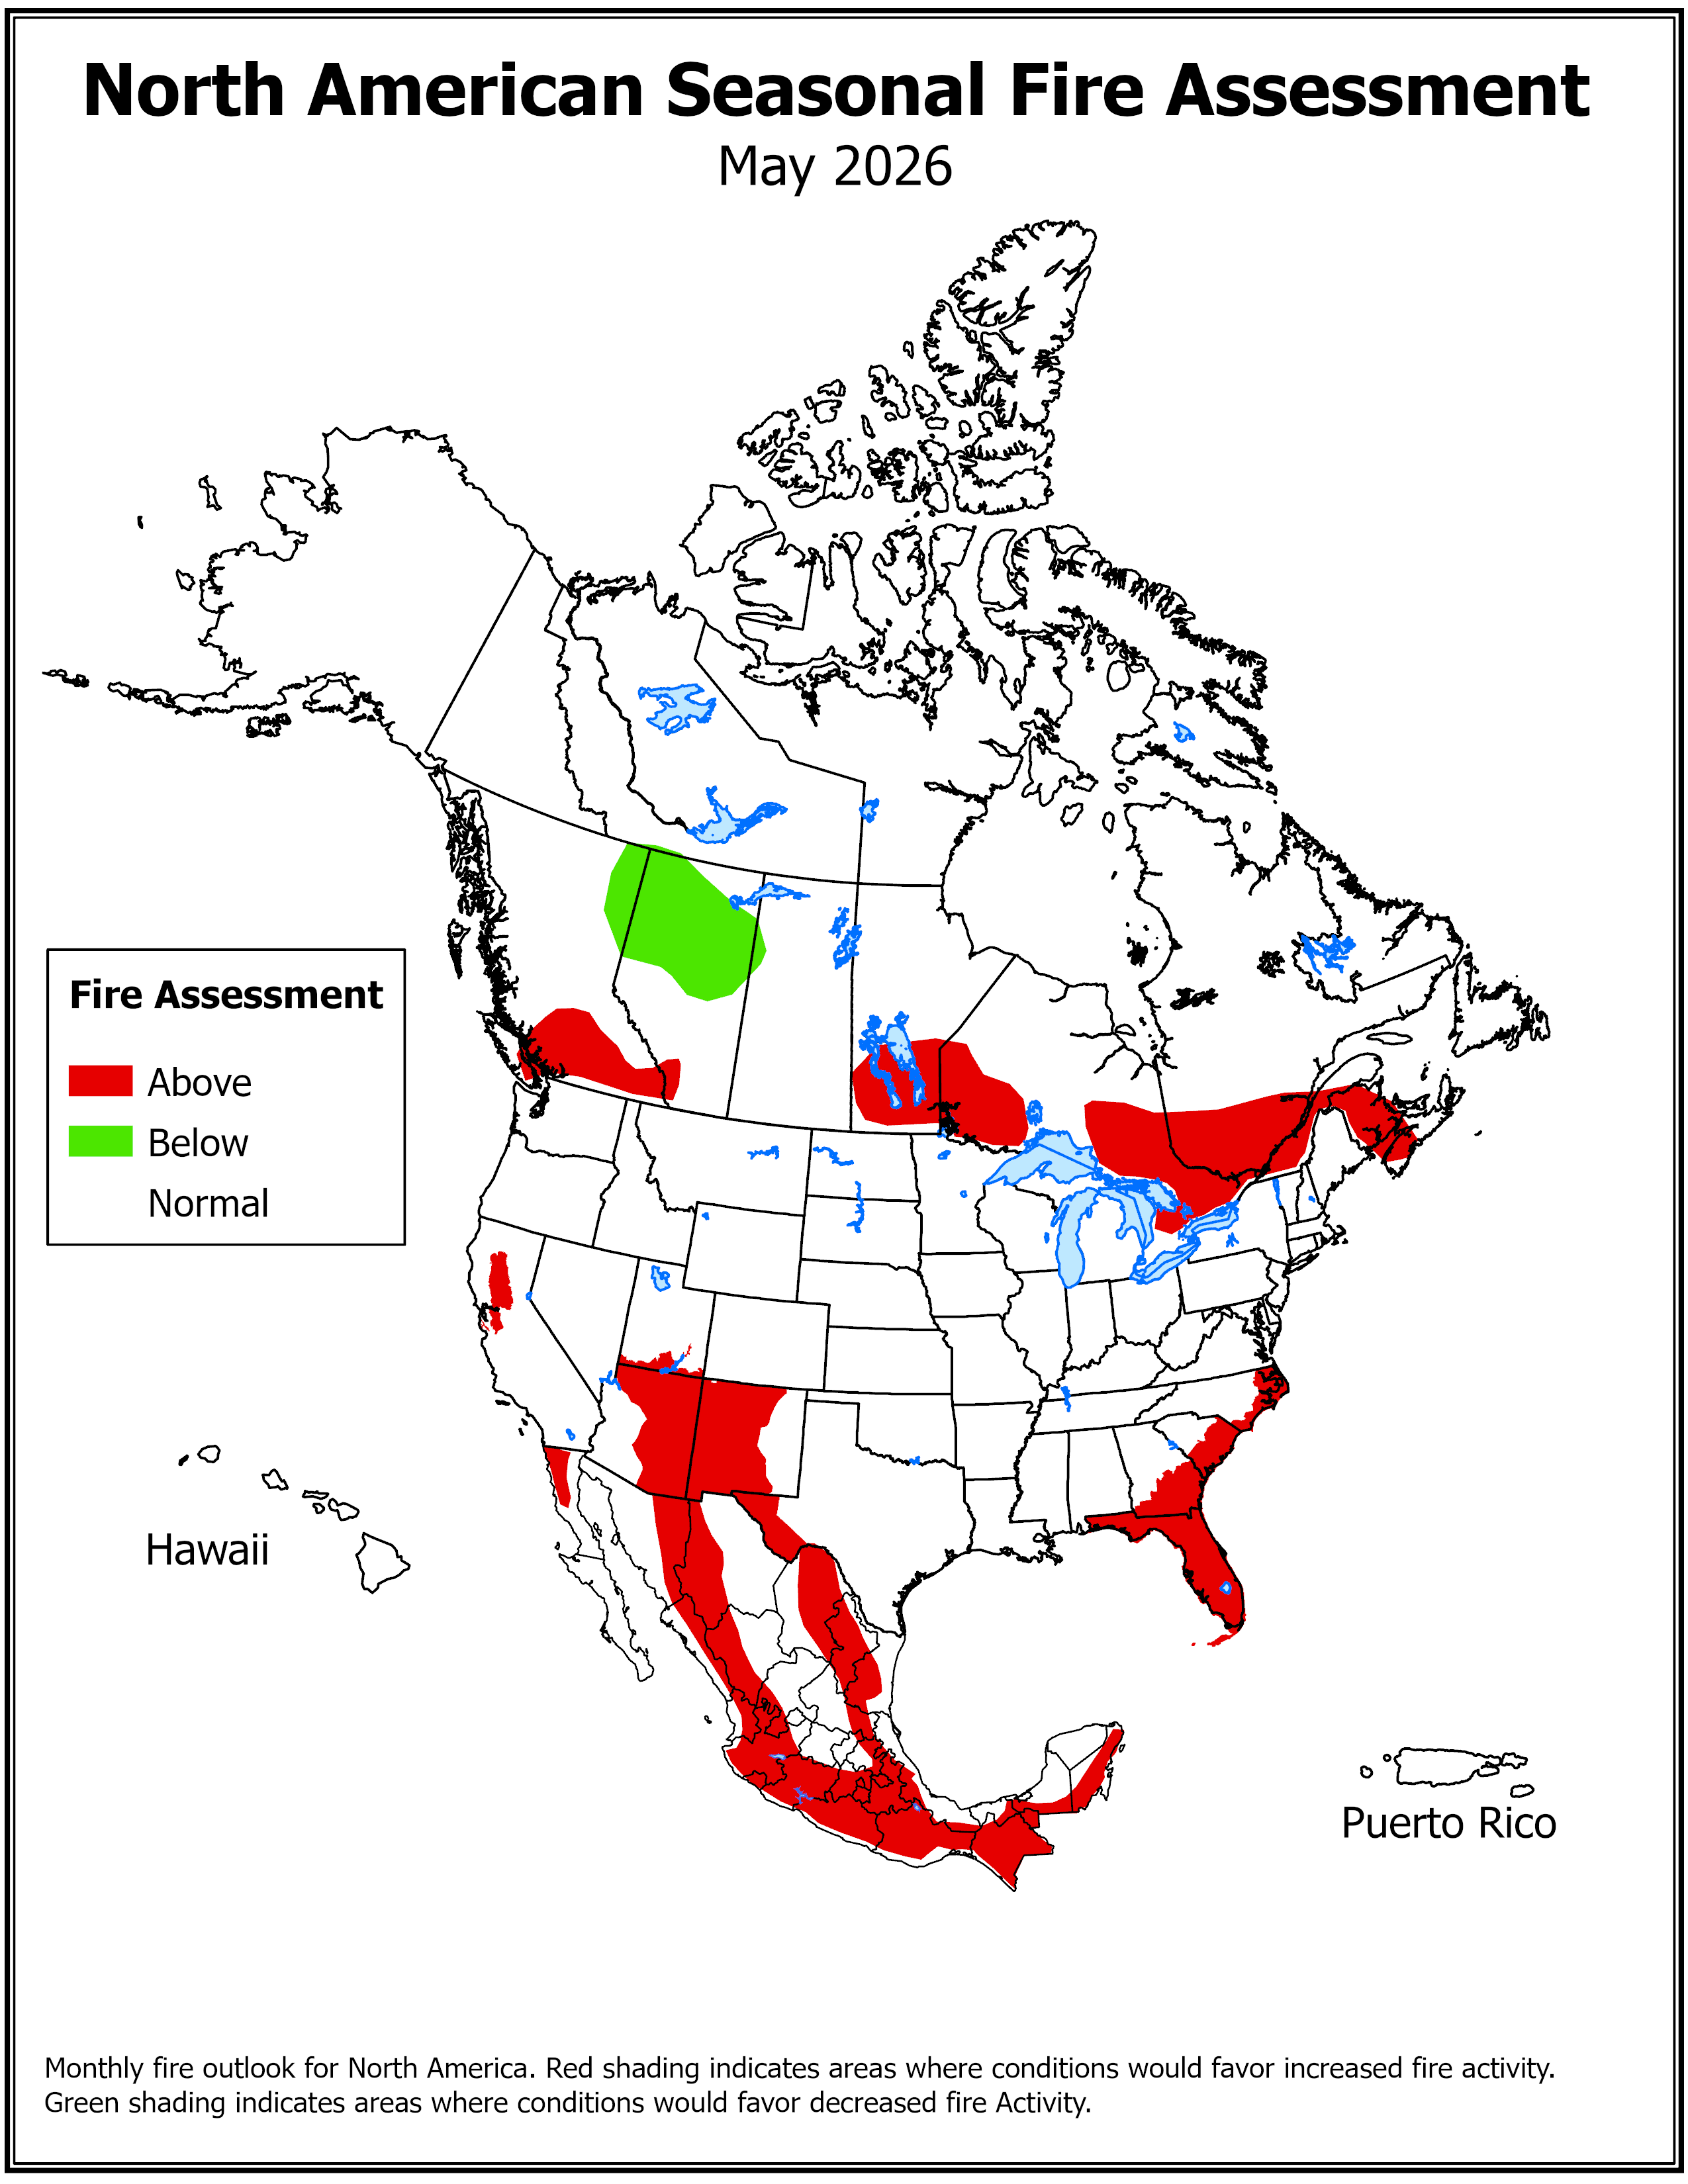 North American Seasonal Fire Assessment
May 2026
Fire Assessment
Above
Below
Normal
Hawaii
Puerto Rico
Monthly fire outlook for North America. Red shading indicates areas where conditions would favor increased fire activity.
Green shading indicates areas where conditions would favor decreased fire Activity.